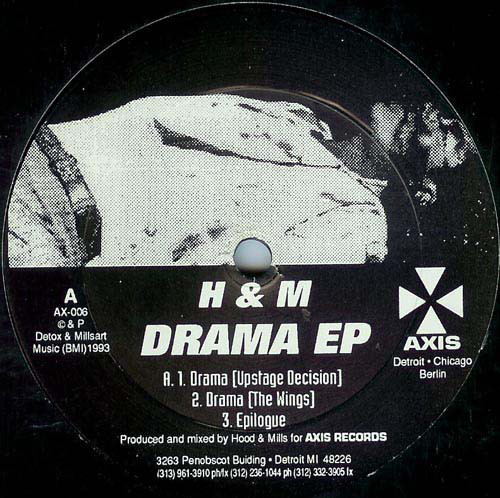 H & M
DRAMA EP
A
AX-006
© & P
Detox & Millsart
Music (BMI) 1993
AXIS
Detroit • Chicago
Berlin
A. 1. Drama (Upstage Decision)
2. Drama (The Wings)
3. Epilogue
Produced and mixed by Hood & Mills for AXIS RECORDS
3263 Penobscot Buiding • Detroit MI 48226
(313) 961-3910 ph/fx (312) 236-1044 ph (312) 332-3905 fx